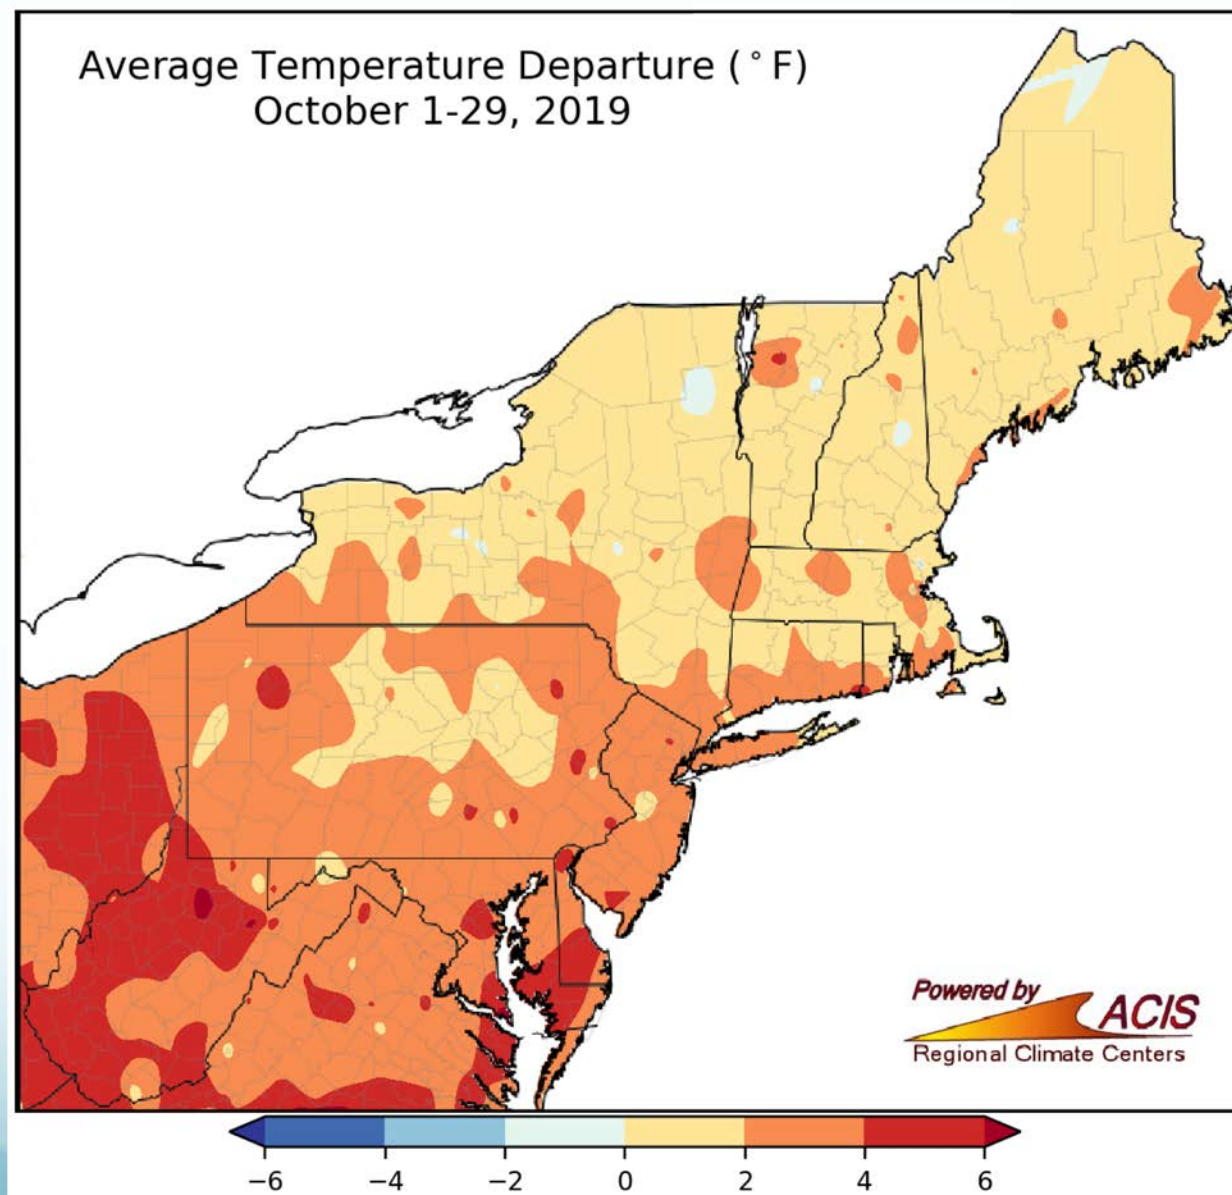 Average Temperature Departure (°F)
October 1-29, 2019
Powered by
ACIS
Regional Climate Centers
−6 −4 −2 0 2 4 6